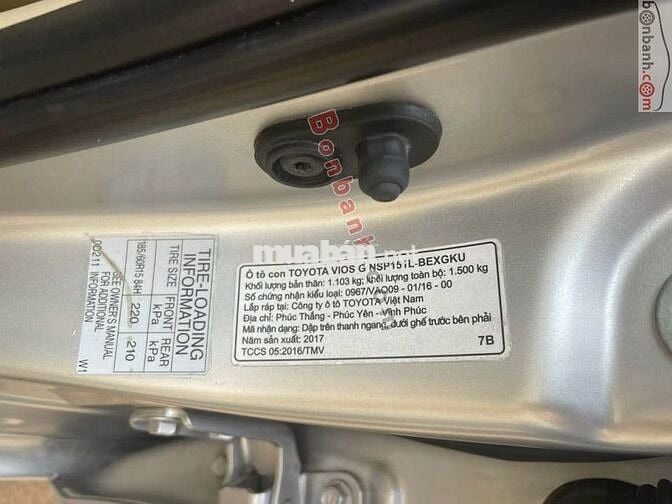 bonbanh.com
Bonbanh
muaban.net
Ô tô con TOYOTA VIOS G NSP151L-BEXGKU
Khối lượng bản thân: 1.103 kg; khối lượng toàn bộ: 1.500 kg
Số chứng nhận kiểu loại: 0967/VAQ09 - 01/16 - 00
Lắp ráp tại: Công ty ô tô TOYOTA Việt Nam
Địa chỉ: Phúc Thắng - Phúc Yên - Vĩnh Phúc
Mã nhận dạng: Dập trên thanh ngang, dưới ghế trước bên phải
Năm sản xuất: 2017
TCCS 05:2016/TMV
7B
TIRE-LOADING
INFORMATION
TIRE SIZE FRONT REAR
kPa kPa
185/60R15 84H 220 210
SEE OWNER'S MANUAL
FOR ADDITIONAL
INFORMATION
00211
W1